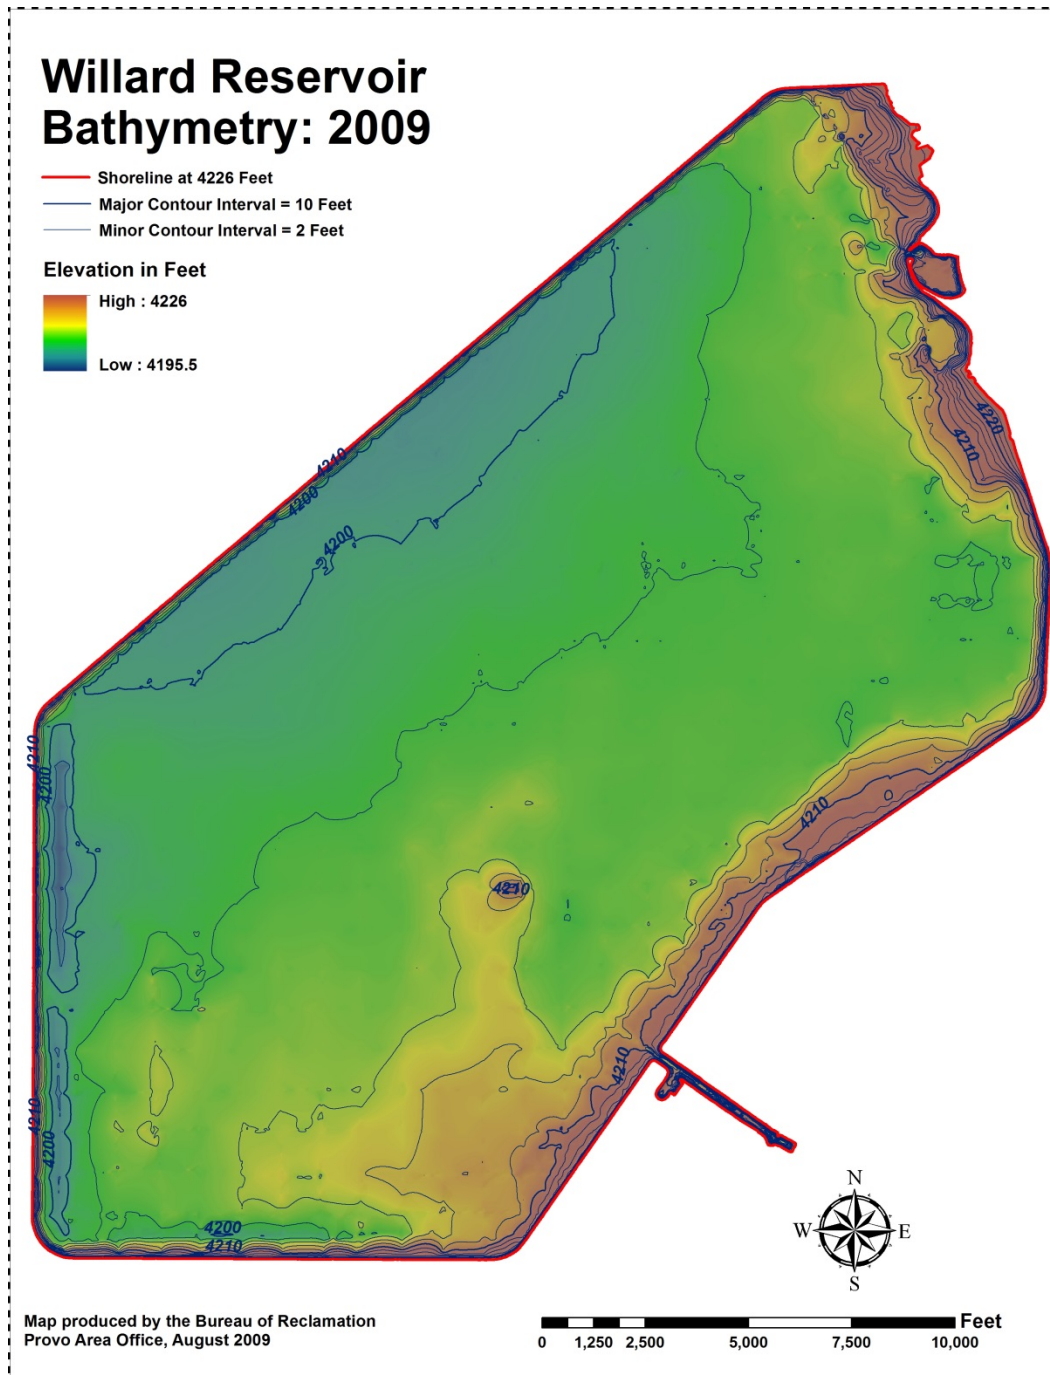 Willard Reservoir
Bathymetry: 2009
Shoreline at 4226 Feet
Major Contour Interval = 10 Feet
Minor Contour Interval = 2 Feet
Elevation in Feet
High : 4226
Low : 4195.5
4220
4210
4210
4200
4200
4210
4200
4210
4210
4210
4210
4200
4200
4210
N
W E
S
Map produced by the Bureau of Reclamation
Provo Area Office, August 2009
Feet
0 1,250 2,500 5,000 7,500 10,000